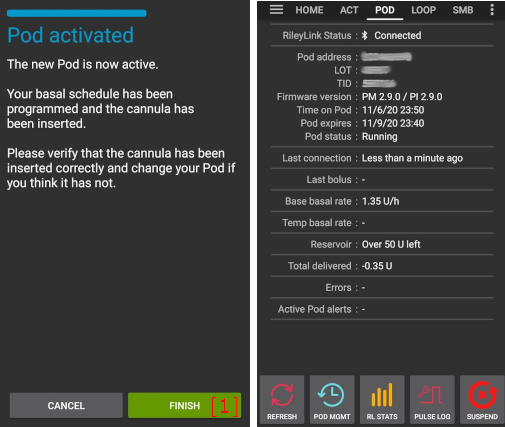 Pod activated
The new Pod is now active.
Your basal schedule has been
programmed and the cannula has
been inserted.
Please verify that the cannula has been
inserted correctly and change your Pod if
you think it has not.
CANCEL
FINISH
[1]
HOME ACT POD LOOP SMB
RileyLink Status : Connected
Pod address :
LOT :
TID :
Firmware version : PM 2.9.0 / PI 2.9.0
Time on Pod : 11/6/20 23:50
Pod expires : 11/9/20 23:40
Pod status : Running
Last connection : Less than a minute ago
Last bolus : -
Base basal rate : 1.35 U/h
Temp basal rate : -
Reservoir : Over 50 U left
Total delivered : -0.35 U
Errors : -
Active Pod alerts : -
REFRESH
POD MGMT
RL STATS
PULSE LOG
SUSPEND